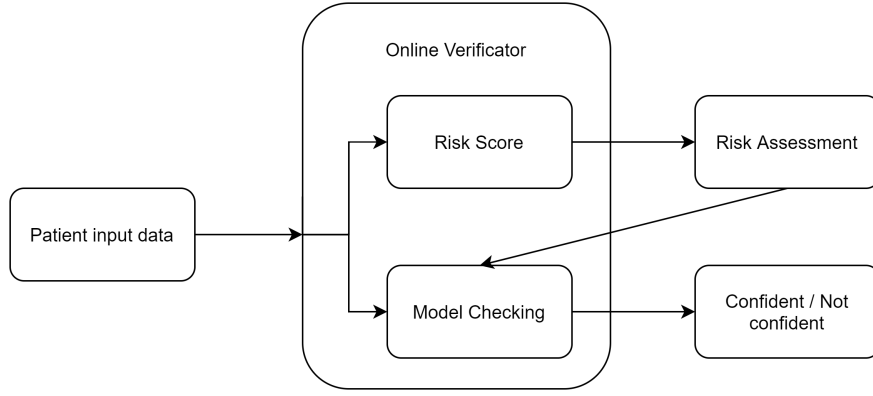 Online Verificator
Risk Score
Risk Assessment
Patient input data
Model Checking
Confident / Not
confident